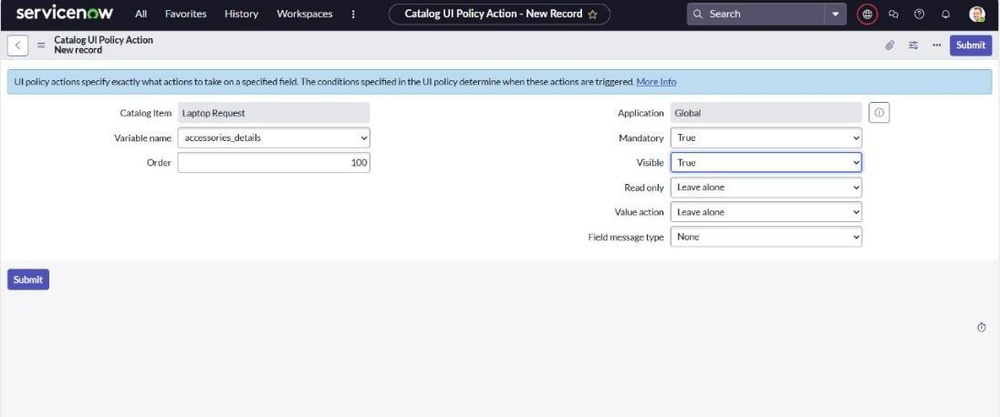 servicenow All Favorites History Workspaces Catalog UI Policy Action - New Record Search
Catalog UI Policy Action
New record
Submit
UI policy actions specify exactly what actions to take on a specified field. The conditions specified in the UI policy determine when these actions are triggered. More Info
Catalog Item Laptop Request Application Global
Variable name accessories_details Mandatory True
Order 100 Visible True
Read only Leave alone
Value action Leave alone
Field message type None
Submit